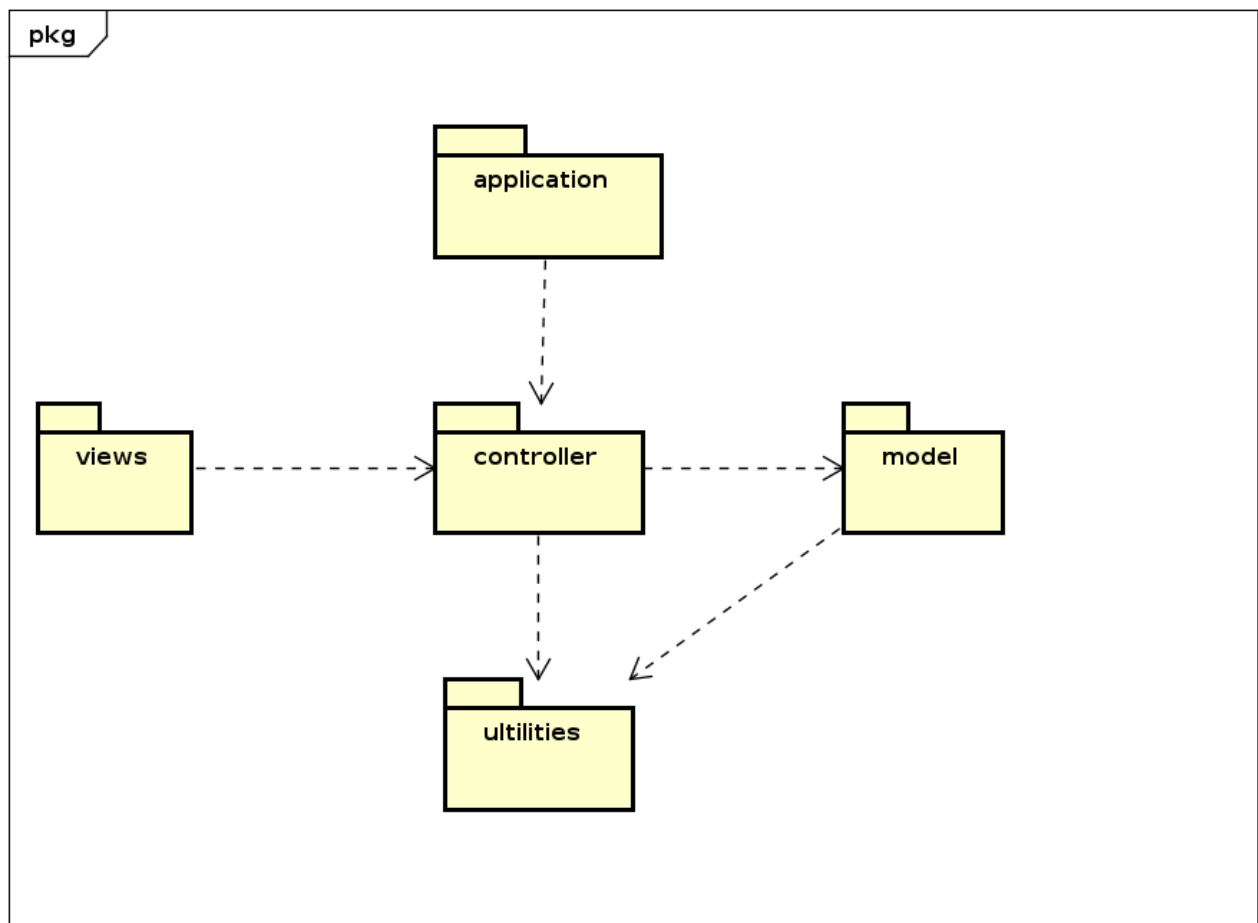 pkg
application
views
controller
model
ultilities